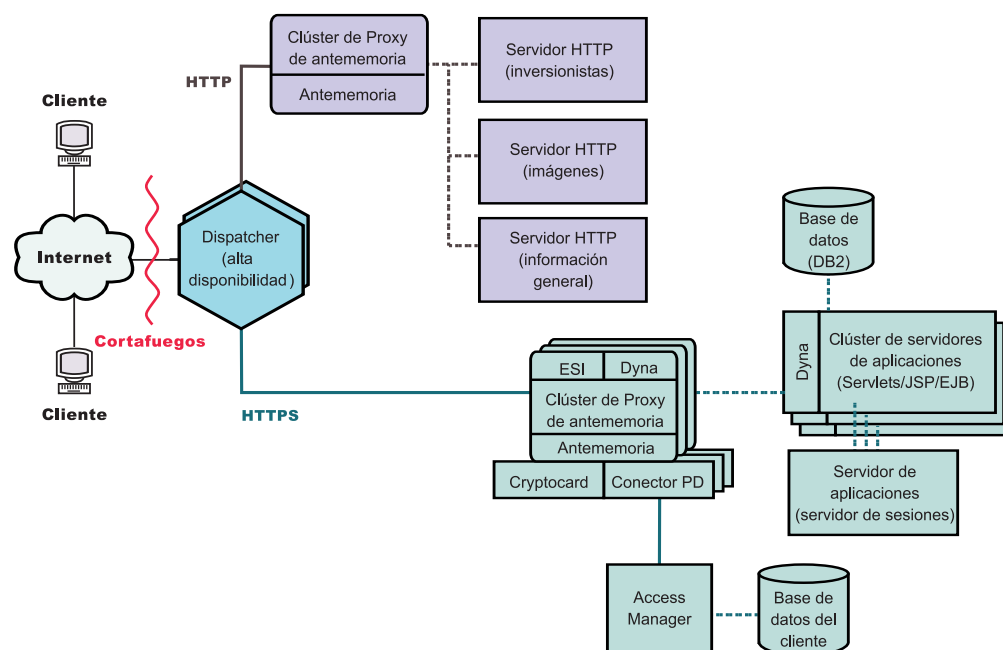 Clúster de Proxy
de antememoria
Antememoria
HTTP
Servidor HTTP
(inversionistas)
Servidor HTTP
(imágenes)
Servidor HTTP
(información
general)
Cliente
Internet
Cliente
Cortafuegos
Dispatcher
(alta
disponibilidad)
HTTPS
ESI
Dyna
Clúster de Proxy
de antememoria
Antememoria
Cryptocard
Conector PD
Base de
datos
(DB2)
Dyna
Clúster de servidores
de aplicaciones
(Servlets/JSP/EJB)
Servidor de
aplicaciones
(servidor de sesiones)
Access
Manager
Base de
datos del
cliente